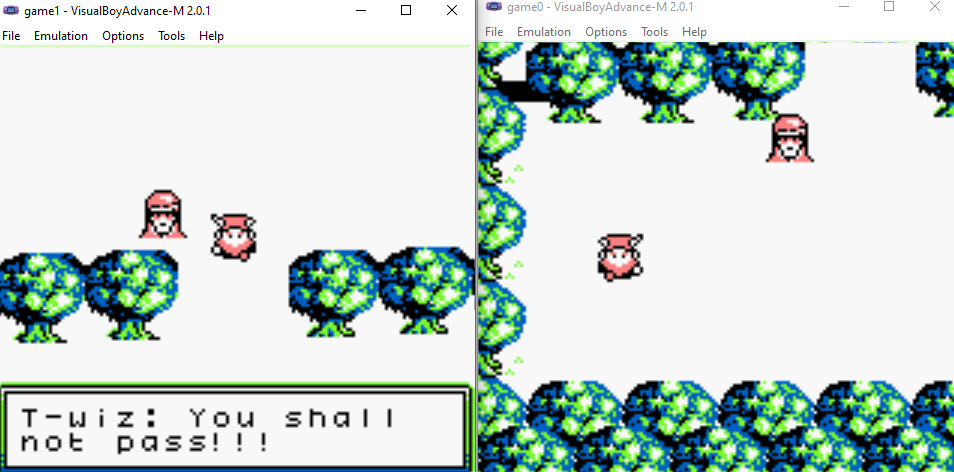 game1 - VisualBoyAdvance-M 2.0.1
File Emulation Options Tools Help
T-wiz: You shall
not pass!!!
game0 - VisualBoyAdvance-M 2.0.1
File Emulation Options Tools Help